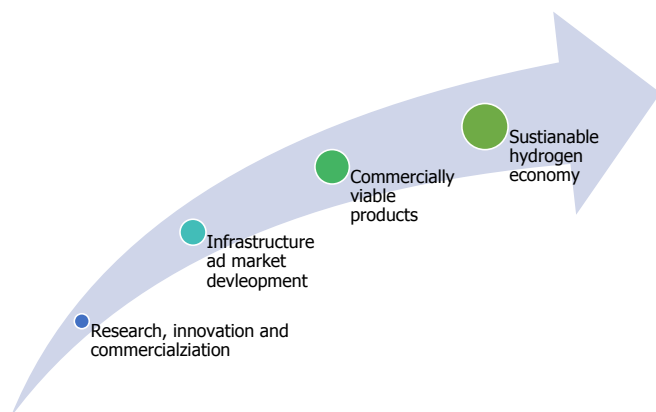 Sustianable
hydrogen
economy
Commercially
viable
products
Infrastructure
ad market
devleopment
Research, innovation and
commercialziation